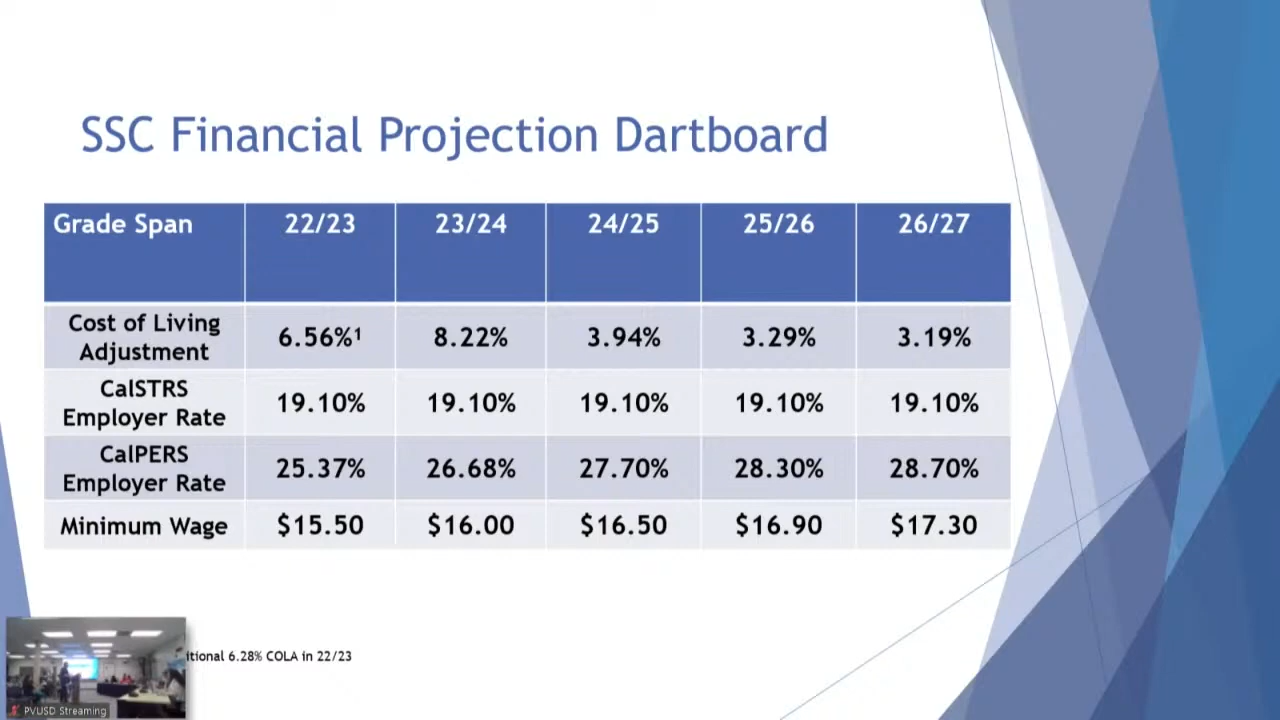 SSC Financial Projection Dartboard
Grade Span 22/23 23/24 24/25 25/26 26/27
Cost of Living
Adjustment 6.56%¹ 8.22% 3.94% 3.29% 3.19%
CalSTRS
Employer Rate 19.10% 19.10% 19.10% 19.10% 19.10%
CalPERS
Employer Rate 25.37% 26.68% 27.70% 28.30% 28.70%
Minimum Wage $15.50 $16.00 $16.50 $16.90 $17.30
6.28% COLA in 22/23
PVUSD Streaming